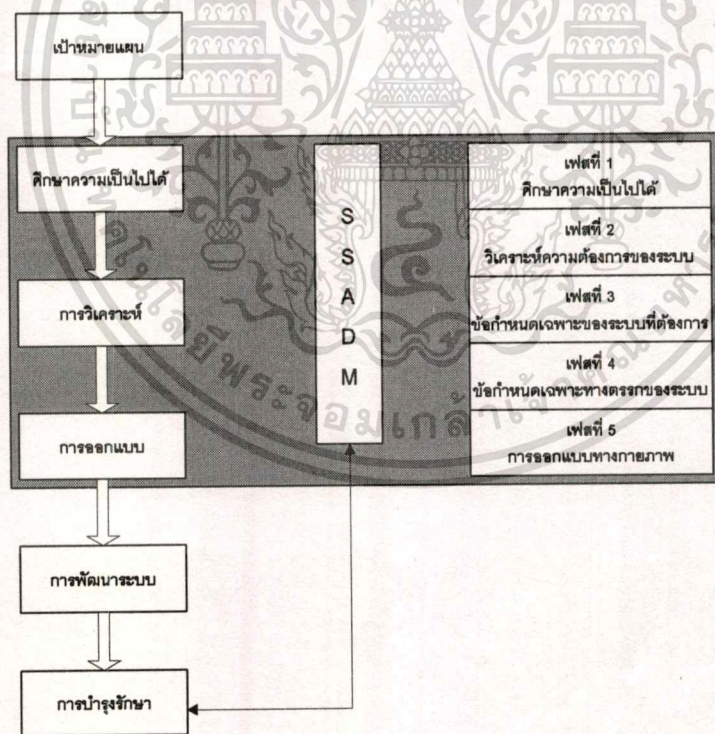 เป้าหมายแผน
ศึกษาความเป็นไปได้
การวิเคราะห์
การออกแบบ
การพัฒนาระบบ
การบำรุงรักษา
S
S
A
D
M
เฟสที่ 1
ศึกษาความเป็นไปได้
เฟสที่ 2
วิเคราะห์ความต้องการของระบบ
เฟสที่ 3
ข้อกำหนดเฉพาะของระบบที่ต้องการ
เฟสที่ 4
ข้อกำหนดเฉพาะทางตรรกของระบบ
เฟสที่ 5
การออกแบบทางกายภาพ